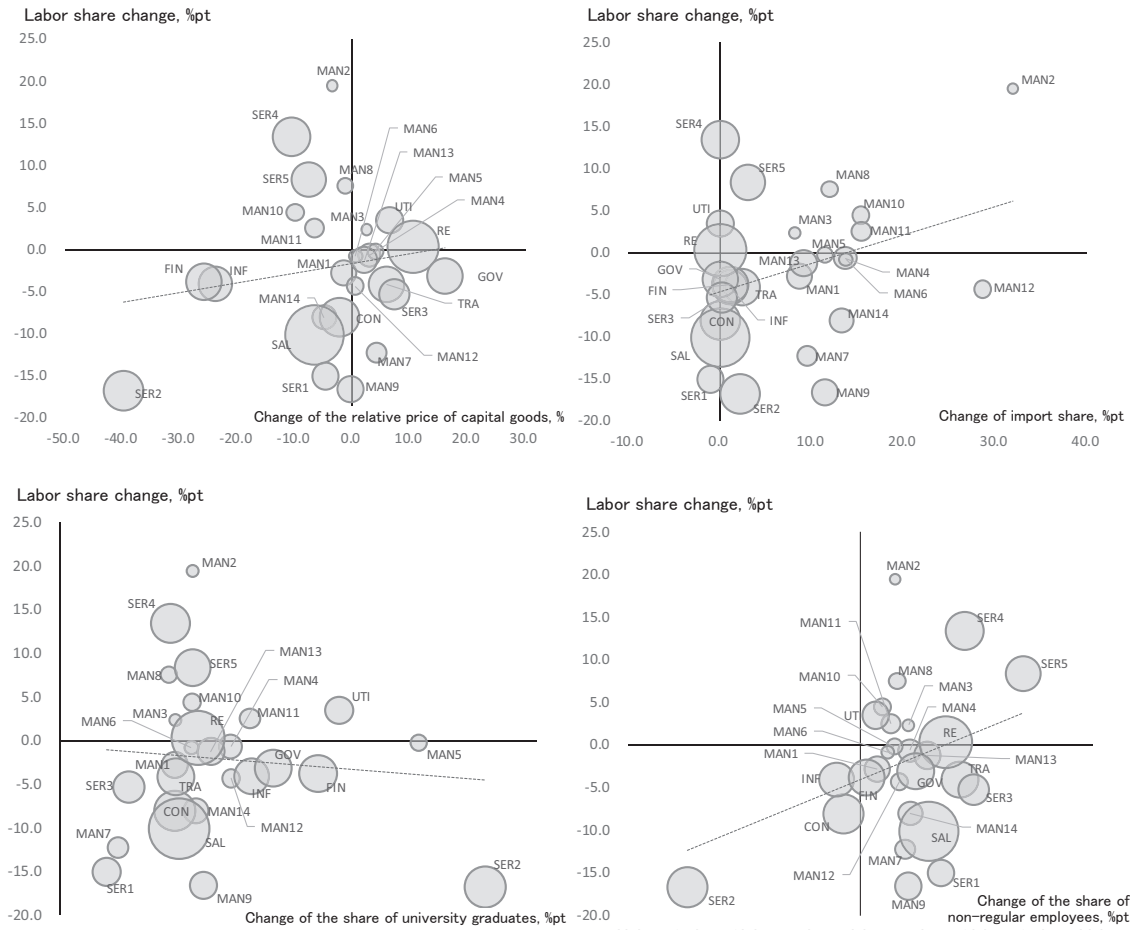 Labor share change, %pt
25.0
20.0
15.0
10.0
5.0
0.0
-5.0
-10.0
-15.0
-20.0
-50.0 -40.0 -30.0 -20.0 -10.0 0.0 10.0 20.0 30.0
MAN2
SER4
MAN6
MAN13
SER5
MAN8
MAN5
MAN4
MAN10
MAN3
UTI
MAN11
RE
FIN
INF
MAN1
GOV
MAN14
TRA
SER3
CON
SAL
MAN7
MAN12
SER1
MAN9
SER2
Change of the relative price of capital goods, %
Labor share change, %pt
25.0
20.0
15.0
10.0
5.0
0.0
-5.0
-10.0
-15.0
-20.0
-10.0 0.0 10.0 20.0 30.0 40.0
MAN2
SER4
SER5
MAN8
UTI
MAN10
MAN3
MAN11
RE
MAN5
MAN13
GOV
MAN4
FIN
TRA
MAN1
MAN6
MAN12
SER3
CON
INF
MAN14
SAL
MAN7
SER1
SER2
MAN9
Change of import share, %pt
Labor share change, %pt
25.0
20.0
15.0
10.0
5.0
0.0
-5.0
-10.0
-15.0
-20.0
MAN2
SER4
MAN13
SER5
MAN8
MAN4
MAN10
UTI
MAN3
MAN11
MAN6
RE
MAN5
GOV
MAN1
SER3
TRA
INF
FIN
CON
MAN14
MAN12
MAN7
SAL
SER2
SER1
MAN9
Change of the share of university graduates, %pt
Labor share change, %pt
25.0
20.0
15.0
10.0
5.0
0.0
-5.0
-10.0
-15.0
-20.0
MAN2
MAN11
SER4
MAN10
MAN8
SER5
MAN3
MAN5
UTI
MAN4
MAN6
RE
MAN1
MAN13
INF
TRA
FIN
GOV
SER3
CON
MAN14
SAL
MAN7
MAN12
SER1
SER2
MAN9
Change of the share of
non-regular employees, %pt